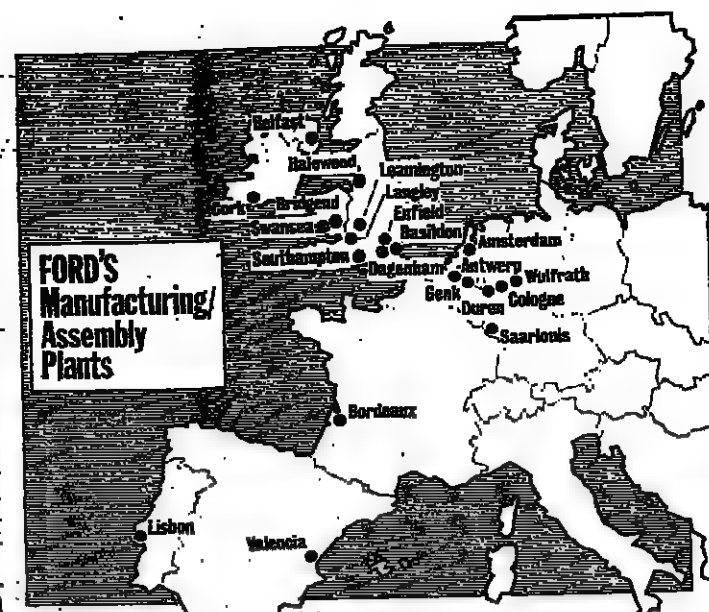 Belfast
Halewood
Leamington
Langley
Cork
Bridgend
Enfield
Swansea
Basildon
Southampton
Dagenham
Amsterdam
Antwerp
Wulfrath
Genk
Cologne
Duren
Saarlouis
FORD'S
Manufacturing/
Assembly
Plants
Bordeaux
Lisbon
Valencia